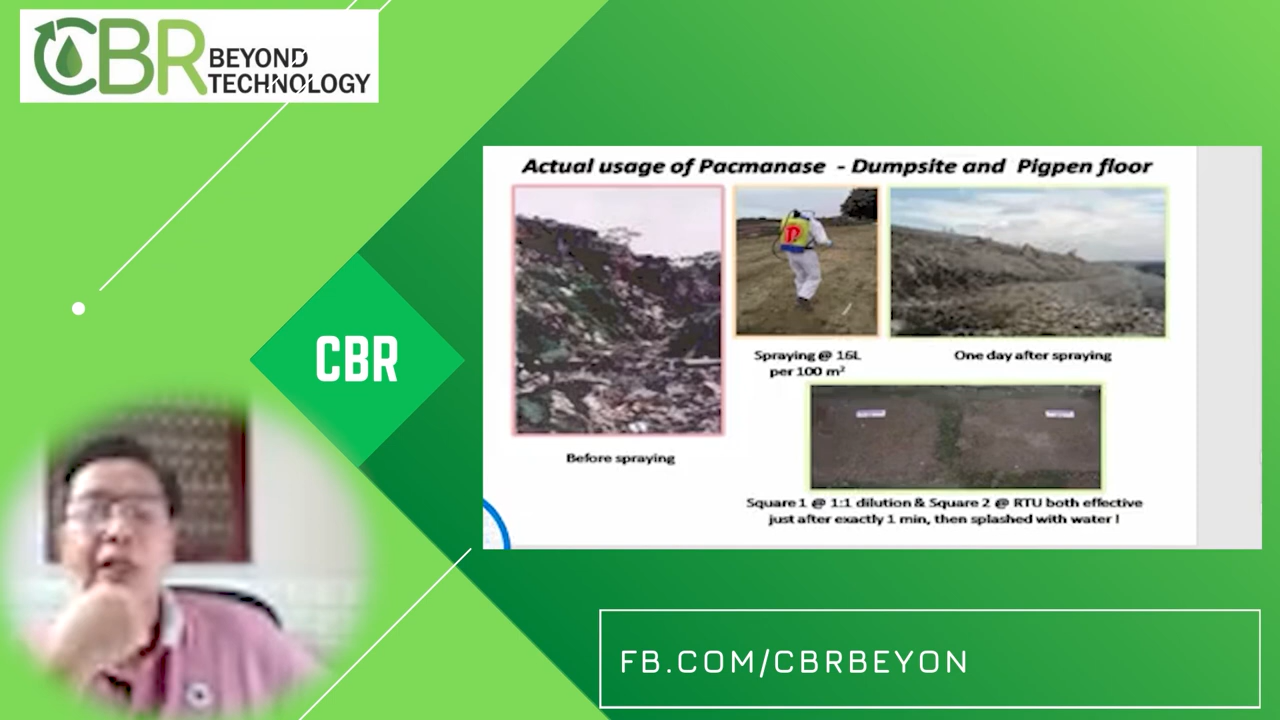 CBR BEYOND
TECHNOLOGY
Actual usage of Pacmanase - Dumpsite and Pigpen floor
P
Spraying @ 16L
per 100 m²
One day after spraying
CBR
Before spraying
Square 1 @ 1:1 dilution & Square 2 @ RTU both effective
just after exactly 1 min, then splashed with water !
FB.COM/CBRBEYON